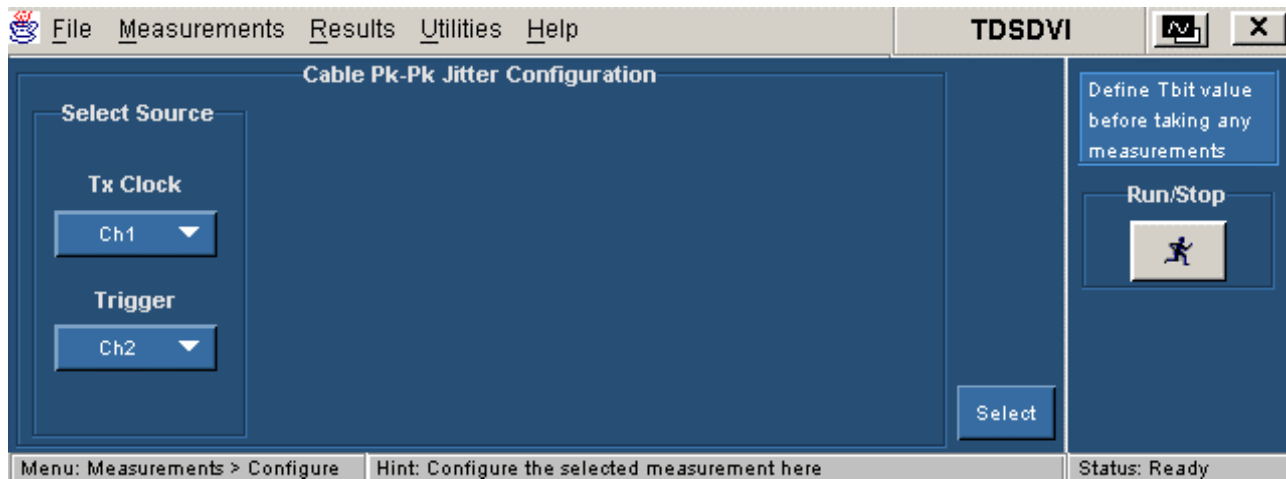 File Measurements Results Utilities Help TDSDVI X
Cable Pk-Pk Jitter Configuration
Select Source
Tx Clock
Ch1
Trigger
Ch2
Select
Define Tbit value
before taking any
measurements
Run/Stop
Menu: Measurements > Configure Hint: Configure the selected measurement here Status: Ready